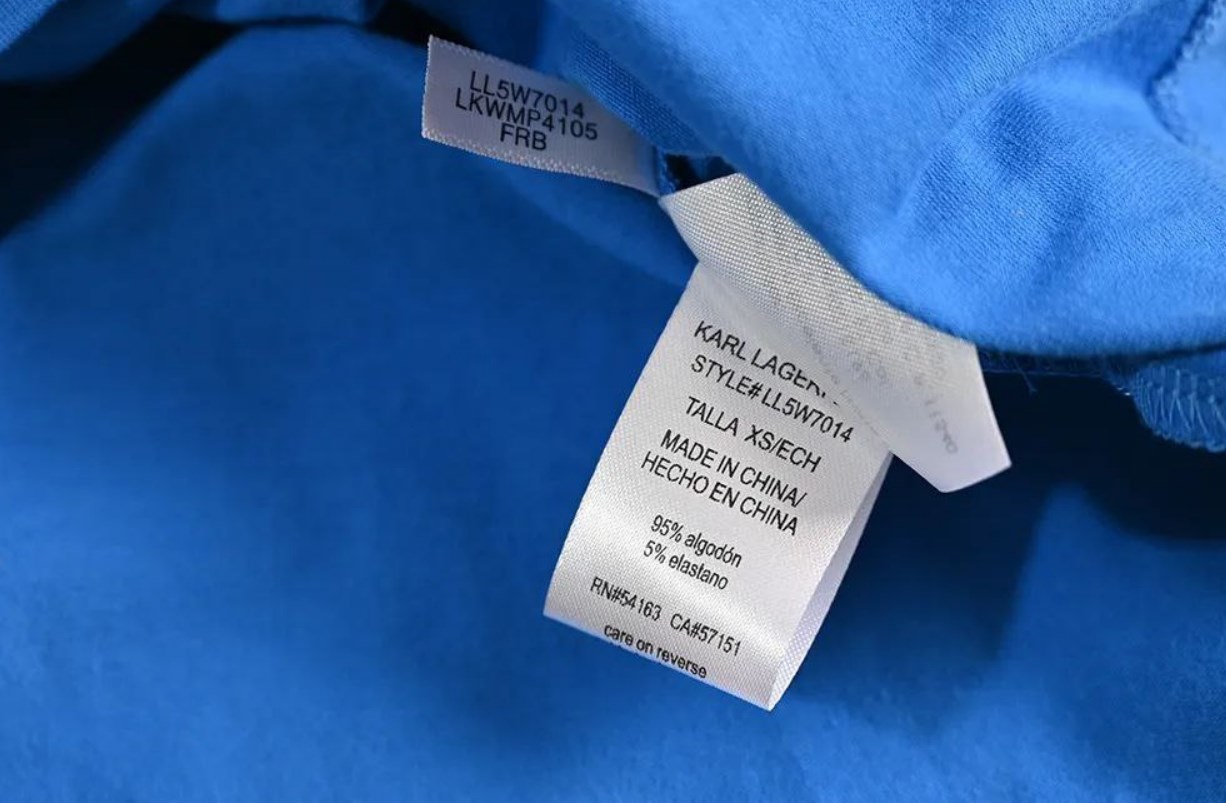 LL5W7014
LKWMP4105
FRB
KARL
STYLE# LL5W7014
TALLA XS/ECH
MADE IN CHINA/
HECHO EN CHINA
95% algodón
5% elastano
RN#54163 CA#57151
care on reverse